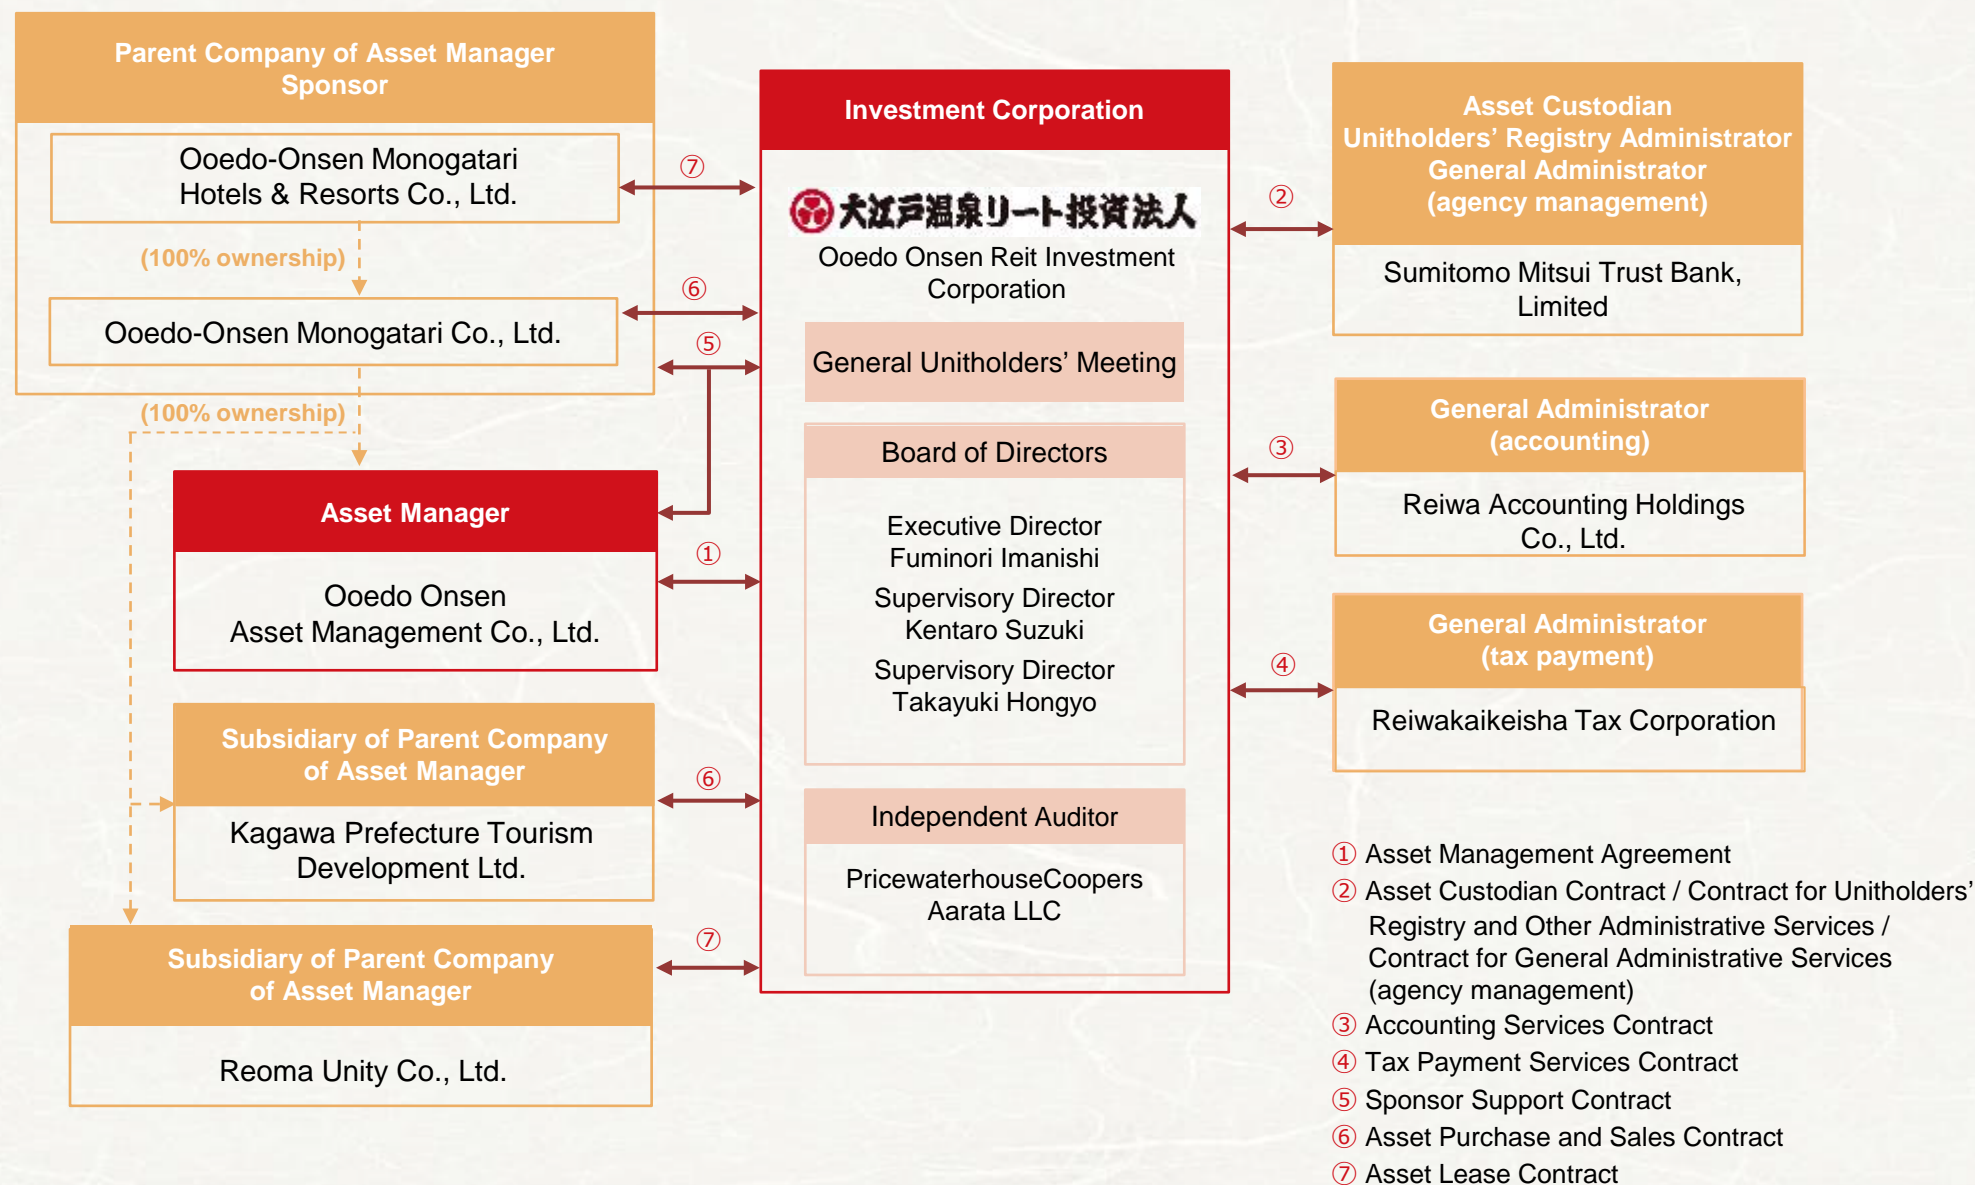 Parent Company of Asset Manager
Sponsor
Ooedo-Onsen Monogatari
Hotels & Resorts Co., Ltd.
(100% ownership)
Ooedo-Onsen Monogatari Co., Ltd.
(100% ownership)
Asset Manager
Ooedo Onsen
Asset Management Co., Ltd.
Subsidiary of Parent Company
of Asset Manager
Kagawa Prefecture Tourism
Development Ltd.
Subsidiary of Parent Company
of Asset Manager
Reoma Unity Co., Ltd.
⑦
⑥
⑤
①
⑥
⑦
Investment Corporation
大江戸温泉リート投資法人
Ooedo Onsen Reit Investment
Corporation
General Unitholders’ Meeting
Board of Directors
Executive Director
Fuminori Imanishi
Supervisory Director
Kentaro Suzuki
Supervisory Director
Takayuki Hongyo
Independent Auditor
PricewaterhouseCoopers
Aarata LLC
②
③
④
Asset Custodian
Unitholders’ Registry Administrator
General Administrator
(agency management)
Sumitomo Mitsui Trust Bank,
Limited
General Administrator
(accounting)
Reiwa Accounting Holdings
Co., Ltd.
General Administrator
(tax payment)
Reiwakaikeisha Tax Corporation
① Asset Management Agreement
② Asset Custodian Contract / Contract for Unitholders’
Registry and Other Administrative Services /
Contract for General Administrative Services
(agency management)
③ Accounting Services Contract
④ Tax Payment Services Contract
⑤ Sponsor Support Contract
⑥ Asset Purchase and Sales Contract
⑦ Asset Lease Contract